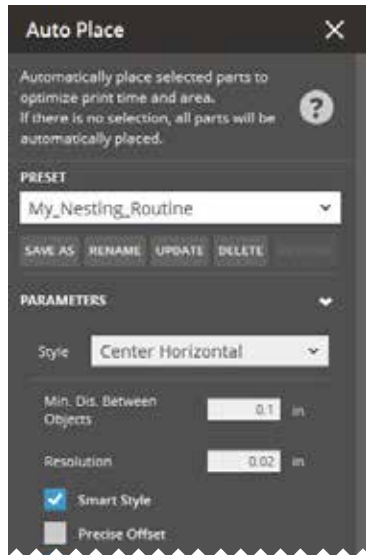 Auto Place
Automatically place selected parts to
optimize print time and area.
If there is no selection, all parts will be
automatically placed.
?
PRESET
My_Nesting_Routine
SAVE AS RENAME UPDATE DELETE
PARAMETERS
Style Center Horizontal
Min. Dis. Between
Objects
0.1 in
Resolution 0.02 in
Smart Style
Precise Offset